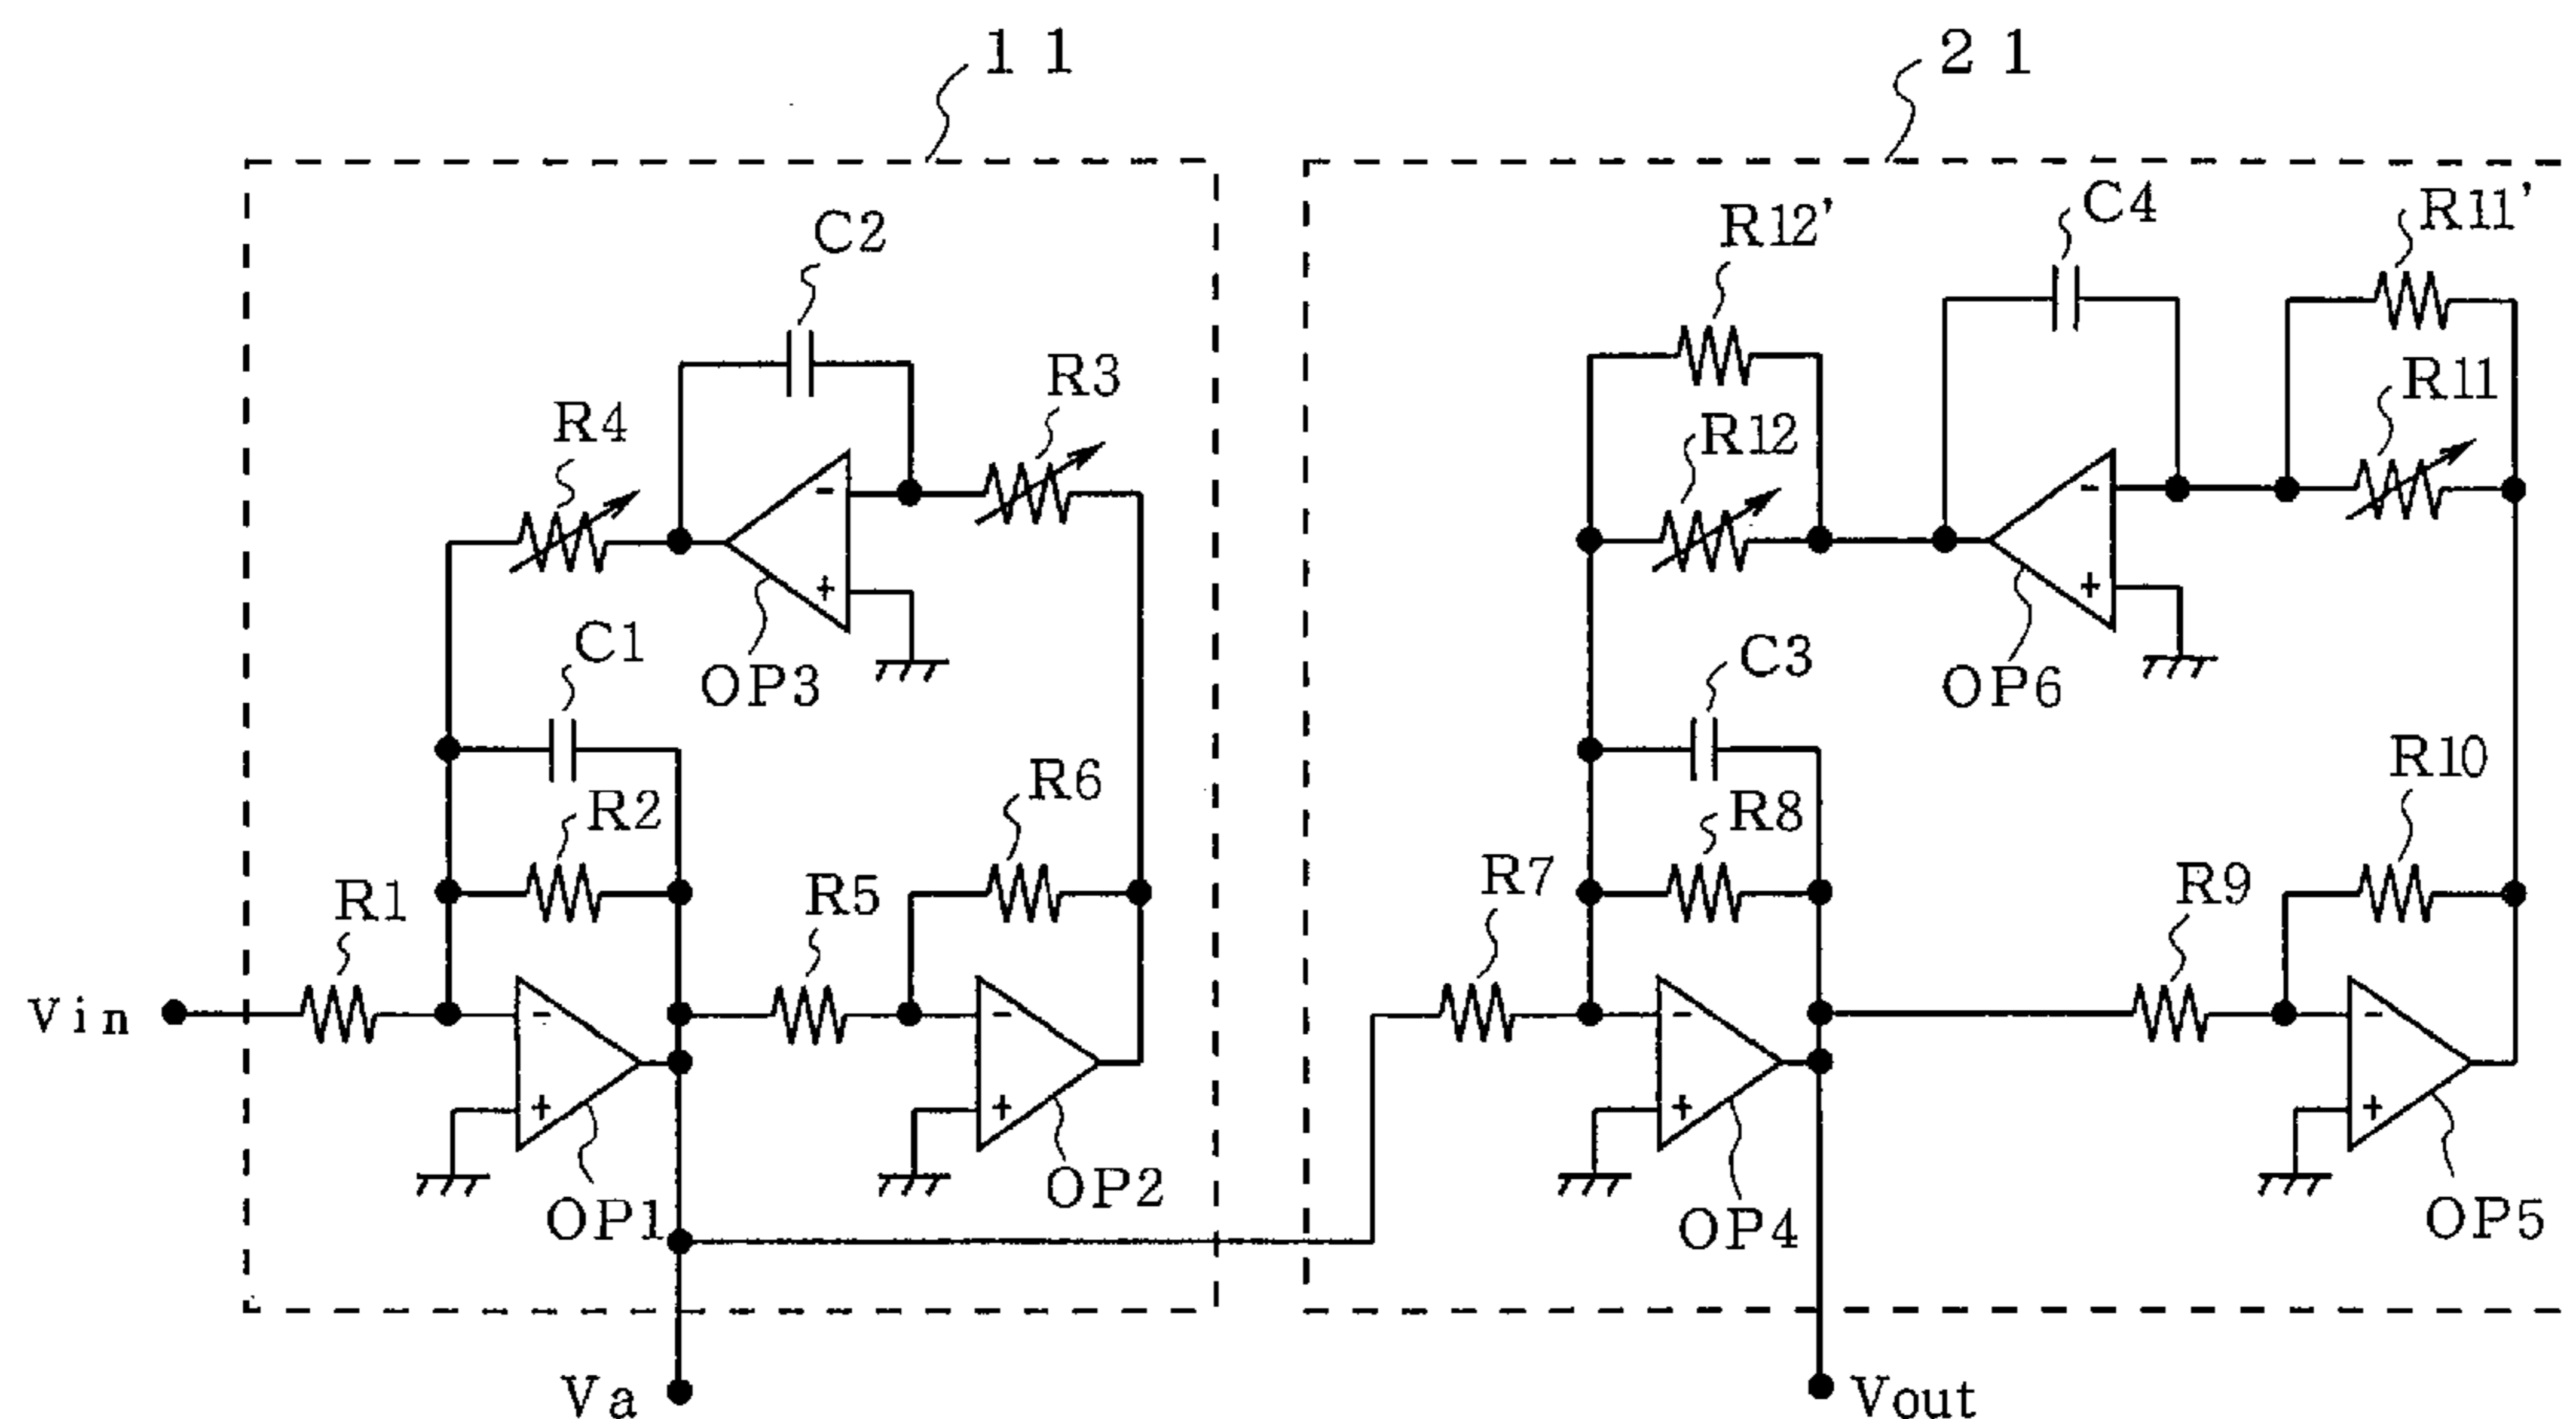 11
21
C2
R3
R4
C1
OP3
R2
R6
R1
R5
Vin
OP1
OP2
Va
R12'
C4
R11'
R12
R11
C3
OP6
R8
R10
R7
R9
OP4
OP5
Vout
- + - + - + - + - + - +